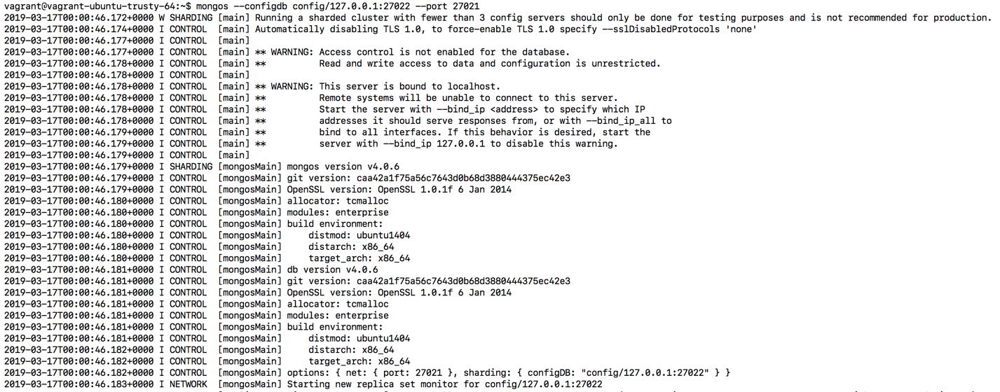 vagrant@vagrant-ubuntu-trusty-64:~$ mongos --configdb config/127.0.0.1:27022 --port 27021
2019-03-17T00:00:46.172+0000 W SHARDING [main] Running a sharded cluster with fewer than 3 config servers should only be done for testing purposes and is not recommended for production.
2019-03-17T00:00:46.174+0000 I CONTROL  [main] Automatically disabling TLS 1.0, to force-enable TLS 1.0 specify --sslDisabledProtocols 'none'
2019-03-17T00:00:46.177+0000 I CONTROL  [main]
2019-03-17T00:00:46.177+0000 I CONTROL  [main] ** WARNING: Access control is not enabled for the database.
2019-03-17T00:00:46.178+0000 I CONTROL  [main] **          Read and write access to data and configuration is unrestricted.
2019-03-17T00:00:46.178+0000 I CONTROL  [main]
2019-03-17T00:00:46.178+0000 I CONTROL  [main] ** WARNING: This server is bound to localhost.
2019-03-17T00:00:46.178+0000 I CONTROL  [main] **          Remote systems will be unable to connect to this server.
2019-03-17T00:00:46.178+0000 I CONTROL  [main] **          Start the server with --bind_ip <address> to specify which IP
2019-03-17T00:00:46.178+0000 I CONTROL  [main] **          addresses it should serve responses from, or with --bind_ip_all to
2019-03-17T00:00:46.179+0000 I CONTROL  [main] **          bind to all interfaces. If this behavior is desired, start the
2019-03-17T00:00:46.179+0000 I CONTROL  [main] **          server with --bind_ip 127.0.0.1 to disable this warning.
2019-03-17T00:00:46.179+0000 I CONTROL  [main]
2019-03-17T00:00:46.179+0000 I SHARDING [mongosMain] mongos version v4.0.6
2019-03-17T00:00:46.179+0000 I CONTROL  [mongosMain] git version: caa42a1f75a56c7643d0b68d3880444375ec42e3
2019-03-17T00:00:46.179+0000 I CONTROL  [mongosMain] OpenSSL version: OpenSSL 1.0.1f 6 Jan 2014
2019-03-17T00:00:46.180+0000 I CONTROL  [mongosMain] allocator: tcmalloc
2019-03-17T00:00:46.180+0000 I CONTROL  [mongosMain] modules: enterprise
2019-03-17T00:00:46.180+0000 I CONTROL  [mongosMain] build environment:
2019-03-17T00:00:46.180+0000 I CONTROL  [mongosMain]     distmod: ubuntu1404
2019-03-17T00:00:46.180+0000 I CONTROL  [mongosMain]     distarch: x86_64
2019-03-17T00:00:46.180+0000 I CONTROL  [mongosMain]     target_arch: x86_64
2019-03-17T00:00:46.181+0000 I CONTROL  [mongosMain] db version v4.0.6
2019-03-17T00:00:46.181+0000 I CONTROL  [mongosMain] git version: caa42a1f75a56c7643d0b68d3880444375ec42e3
2019-03-17T00:00:46.181+0000 I CONTROL  [mongosMain] OpenSSL version: OpenSSL 1.0.1f 6 Jan 2014
2019-03-17T00:00:46.181+0000 I CONTROL  [mongosMain] allocator: tcmalloc
2019-03-17T00:00:46.181+0000 I CONTROL  [mongosMain] modules: enterprise
2019-03-17T00:00:46.181+0000 I CONTROL  [mongosMain] build environment:
2019-03-17T00:00:46.181+0000 I CONTROL  [mongosMain]     distmod: ubuntu1404
2019-03-17T00:00:46.182+0000 I CONTROL  [mongosMain]     distarch: x86_64
2019-03-17T00:00:46.182+0000 I CONTROL  [mongosMain]     target_arch: x86_64
2019-03-17T00:00:46.182+0000 I CONTROL  [mongosMain] options: { net: { port: 27021 }, sharding: { configDB: "config/127.0.0.1:27022" } }
2019-03-17T00:00:46.183+0000 I NETWORK  [mongosMain] Starting new replica set monitor for config/127.0.0.1:27022